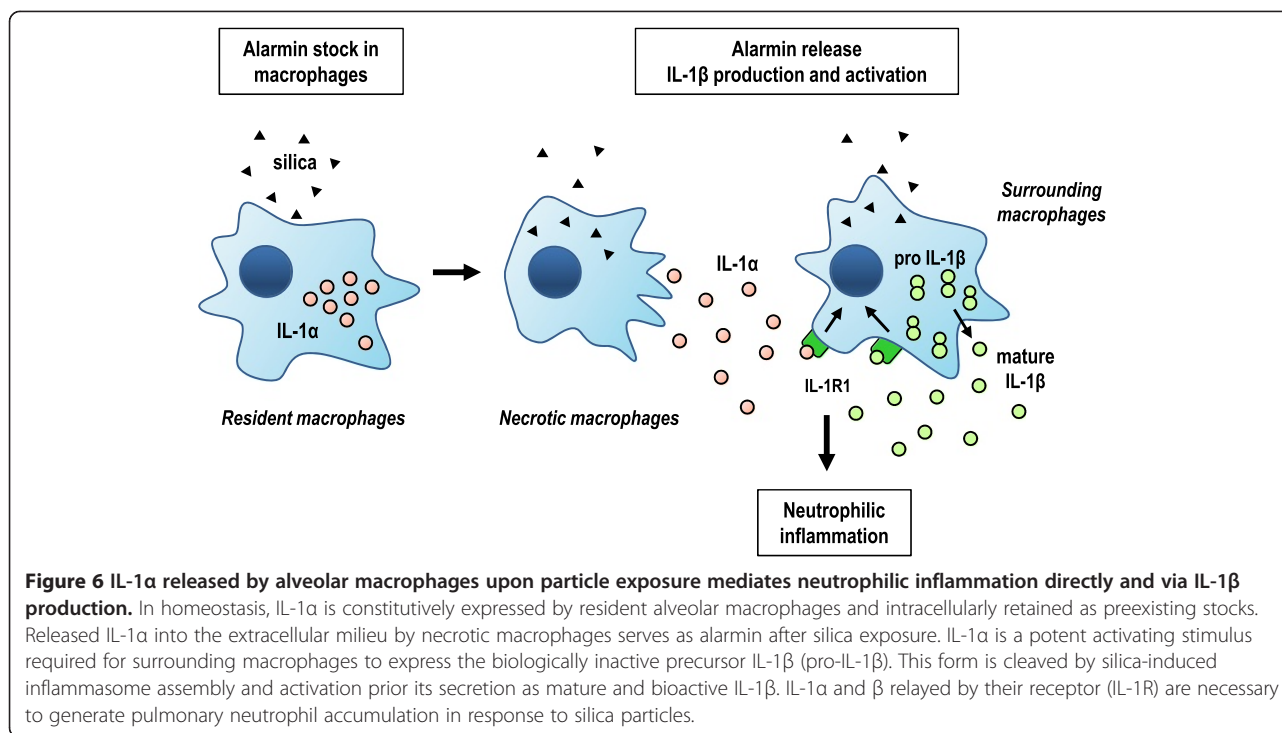 Alarmin stock in
macrophages
Alarmin release
IL-1β production and activation
silica
IL-1α
Resident macrophages
Necrotic macrophages
IL-1α
Surrounding
macrophages
pro IL-1β
mature
IL-1β
IL-1R1
Neutrophilic
inflammation
Figure 6 IL-1α released by alveolar macrophages upon particle exposure mediates neutrophilic inflammation directly and via IL-1β
production. In homeostasis, IL-1α is constitutively expressed by resident alveolar macrophages and intracellularly retained as preexisting stocks.
Released IL-1α into the extracellular milieu by necrotic macrophages serves as alarmin after silica exposure. IL-1α is a potent activating stimulus
required for surrounding macrophages to express the biologically inactive precursor IL-1β (pro-IL-1β). This form is cleaved by silica-induced
inflammasome assembly and activation prior its secretion as mature and bioactive IL-1β. IL-1α and β relayed by their receptor (IL-1R) are necessary
to generate pulmonary neutrophil accumulation in response to silica particles.